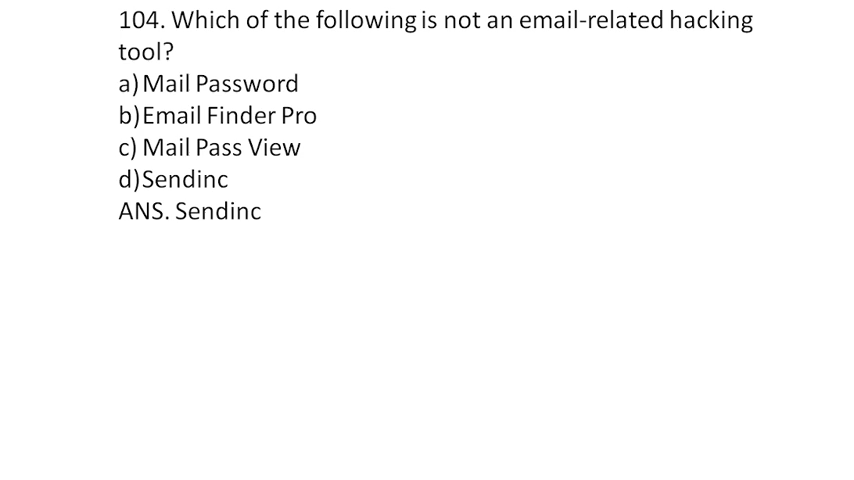 104. Which of the following is not an email-related hacking
tool?
a) Mail Password
b) Email Finder Pro
c) Mail Pass View
d) Sendinc
ANS. Sendinc